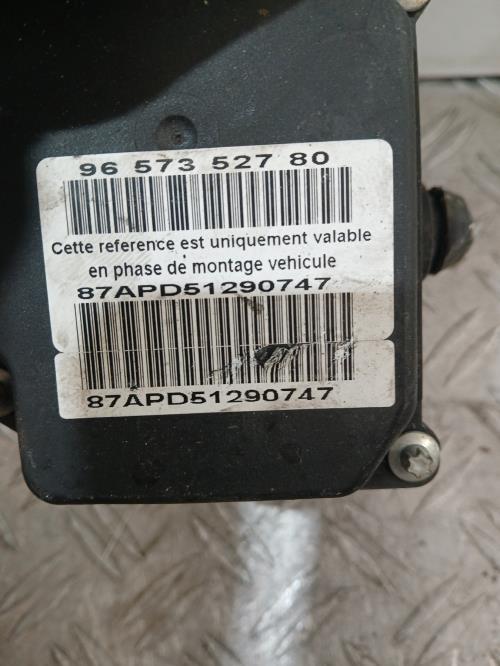 96 573 527 80
Cette reference est uniquement valable
en phase de montage vehicule
87APD51290747
87APD51290747